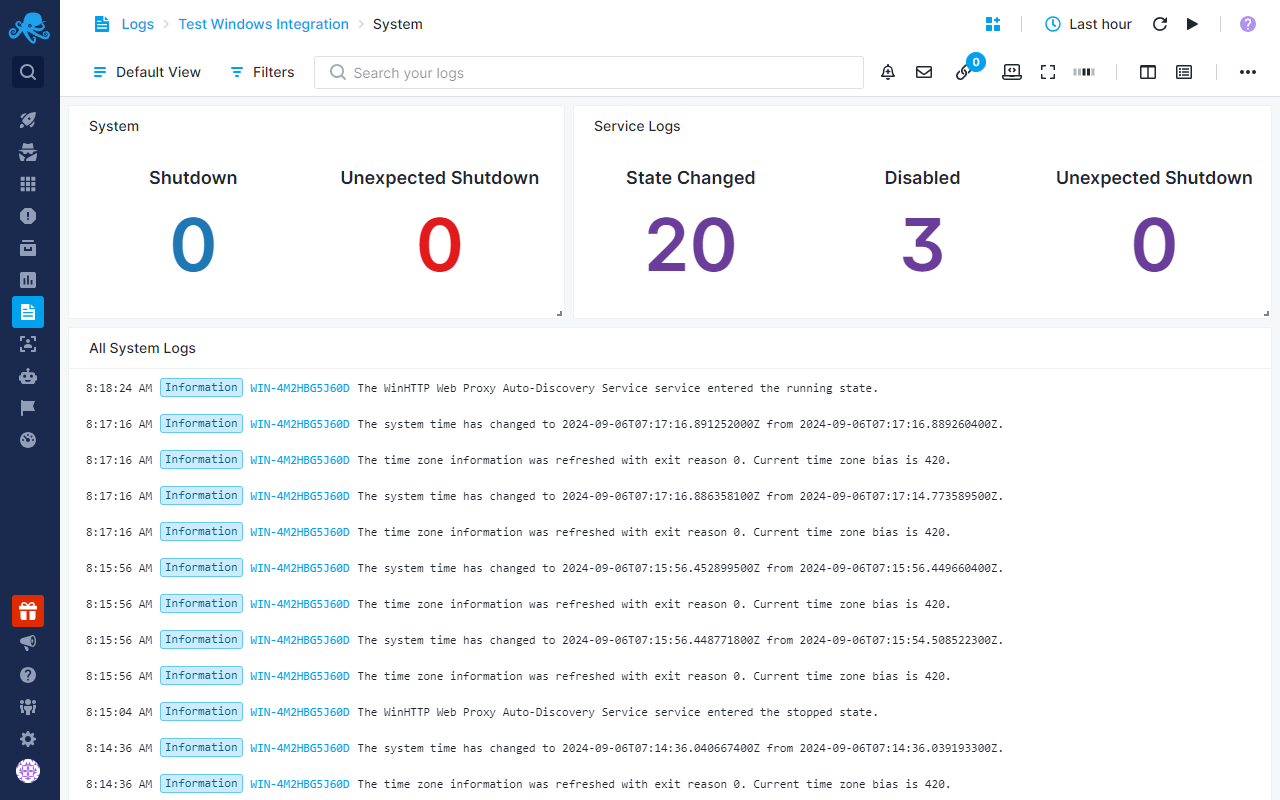 Logs > Test Windows Integration > System
Last hour
?
Default View
Filters
Search your logs
0
System
Service Logs
Shutdown
Unexpected Shutdown
State Changed
Disabled
Unexpected Shutdown
0
0
20
3
0
All System Logs
8:18:24 AM Information WIN-4M2HBG5J60D The WinHTTP Web Proxy Auto-Discovery Service service entered the running state.
8:17:16 AM Information WIN-4M2HBG5J60D The system time has changed to 2024-09-06T07:17:16.891252000Z from 2024-09-06T07:17:16.889260400Z.
8:17:16 AM Information WIN-4M2HBG5J60D The time zone information was refreshed with exit reason 0. Current time zone bias is 420.
8:17:16 AM Information WIN-4M2HBG5J60D The system time has changed to 2024-09-06T07:17:16.886358100Z from 2024-09-06T07:17:14.773589500Z.
8:17:16 AM Information WIN-4M2HBG5J60D The time zone information was refreshed with exit reason 0. Current time zone bias is 420.
8:15:56 AM Information WIN-4M2HBG5J60D The system time has changed to 2024-09-06T07:15:56.452899500Z from 2024-09-06T07:15:56.449660400Z.
8:15:56 AM Information WIN-4M2HBG5J60D The time zone information was refreshed with exit reason 0. Current time zone bias is 420.
8:15:56 AM Information WIN-4M2HBG5J60D The system time has changed to 2024-09-06T07:15:56.448771800Z from 2024-09-06T07:15:54.508522300Z.
8:15:56 AM Information WIN-4M2HBG5J60D The time zone information was refreshed with exit reason 0. Current time zone bias is 420.
8:15:04 AM Information WIN-4M2HBG5J60D The WinHTTP Web Proxy Auto-Discovery Service service entered the stopped state.
8:14:36 AM Information WIN-4M2HBG5J60D The system time has changed to 2024-09-06T07:14:36.040667400Z from 2024-09-06T07:14:36.039193300Z.
8:14:36 AM Information WIN-4M2HBG5J60D The time zone information was refreshed with exit reason 0. Current time zone bias is 420.